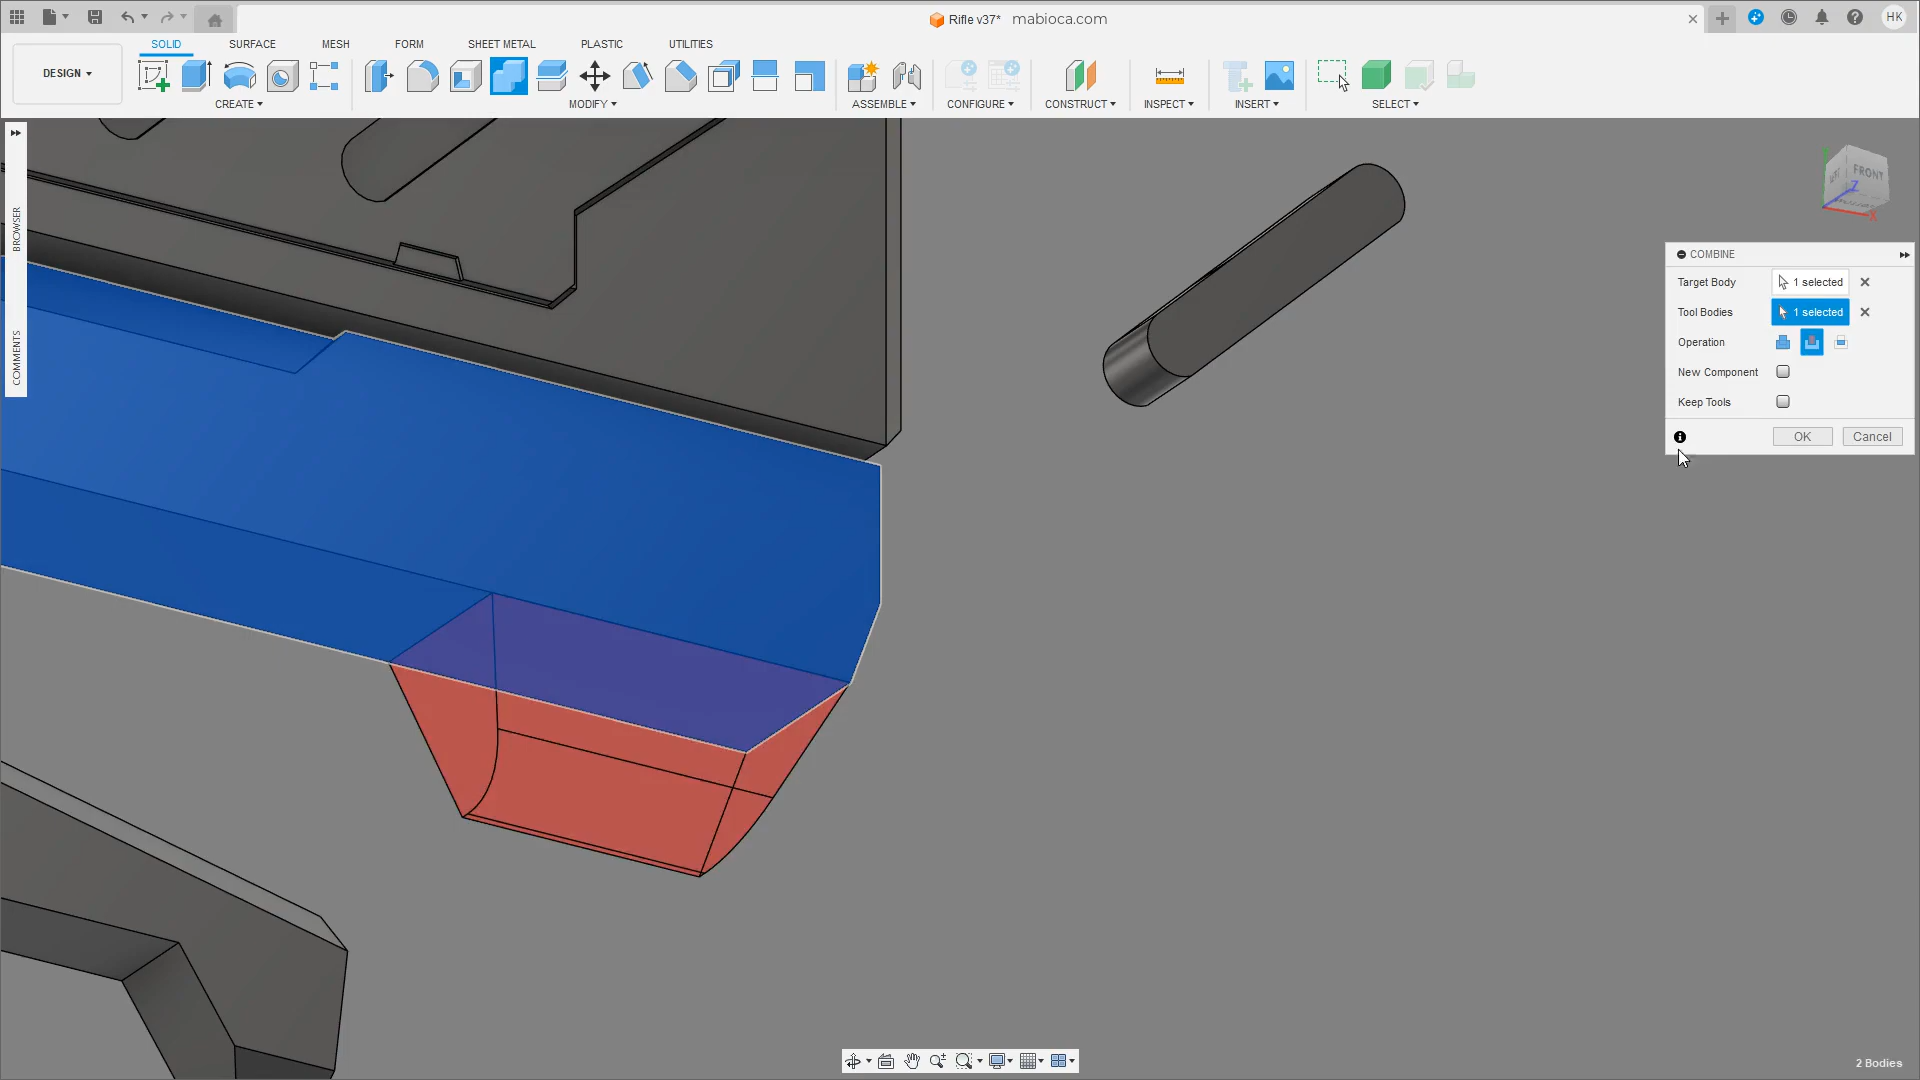 Rifle v37*
mabioca.com
HK
DESIGN
SOLID
SURFACE
MESH
FORM
SHEET METAL
PLASTIC
UTILITIES
CREATE
MODIFY
ASSEMBLE
CONFIGURE
CONSTRUCT
INSPECT
INSERT
SELECT
BROWSER
COMMENTS
FRONT
Z
X
COMBINE
Target Body
1 selected
Tool Bodies
1 selected
Operation
New Component
Keep Tools
OK
Cancel
2 Bodies